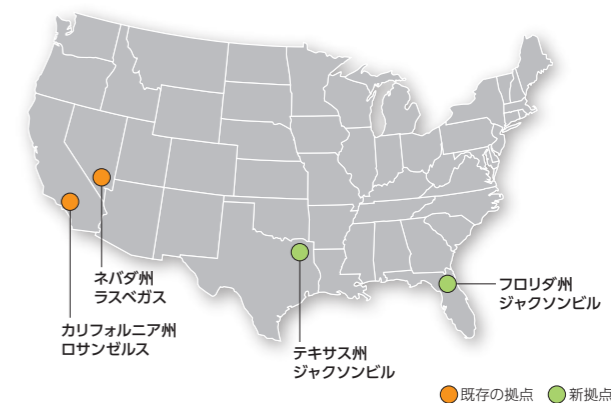 ネバダ州
ラスベガス
カリフォルニア州
ロサンゼルス
テキサス州
ジャクソンビル
フロリダ州
ジャクソンビル
既存の拠点 新拠点